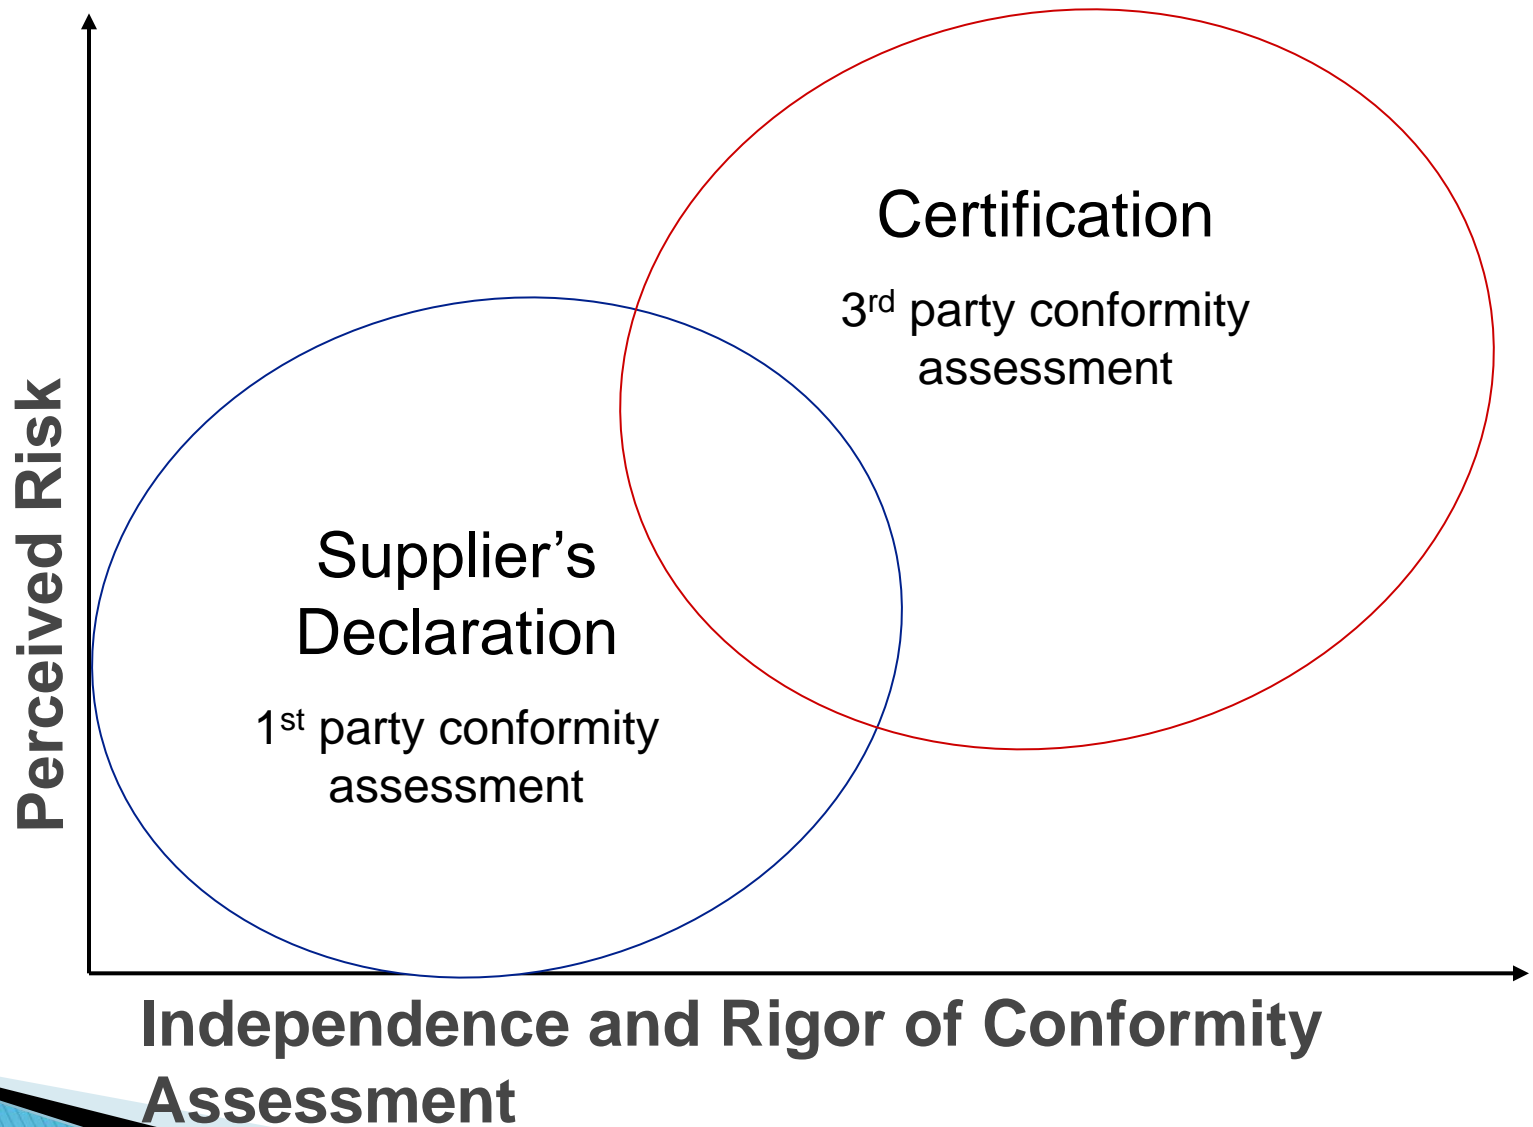 Certification
3rd party conformity
assessment
Perceived Risk
Supplier’s
Declaration
1st party conformity
assessment
Independence and Rigor of Conformity
Assessment